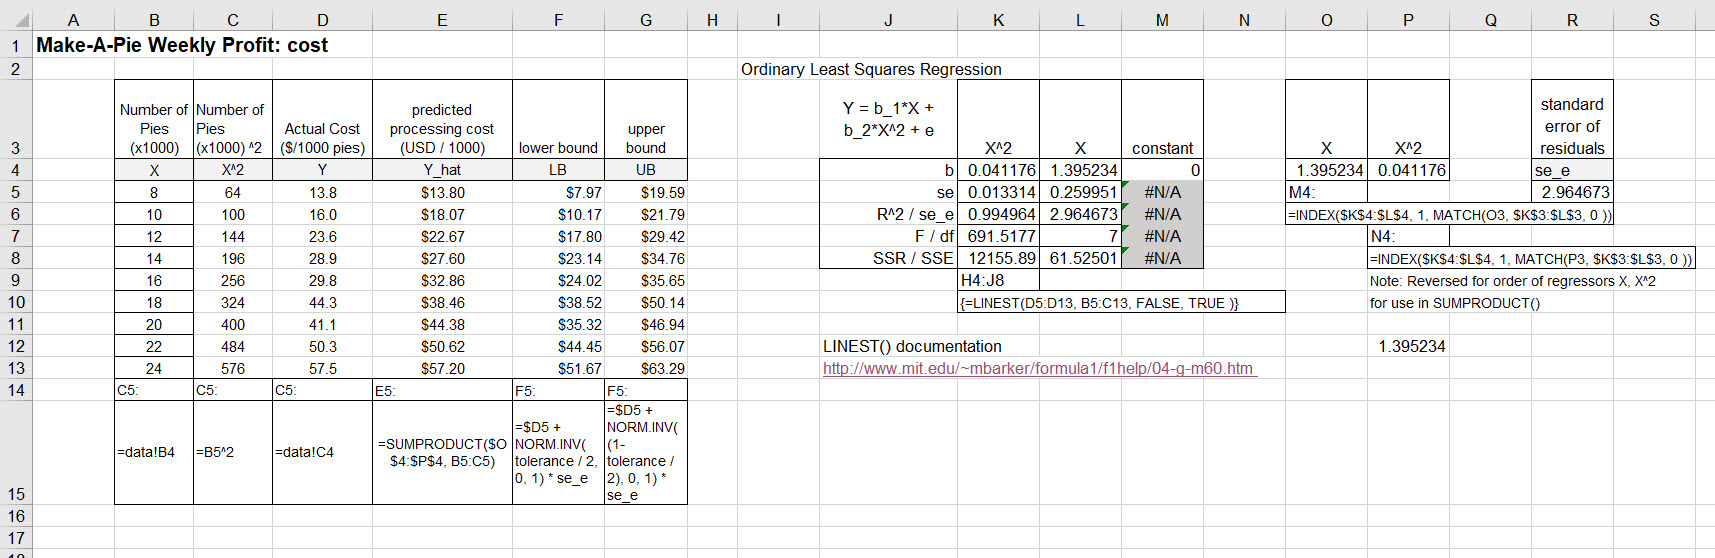 A B C D E F G H I J K L M N O P Q R S
1 Make-A-Pie Weekly Profit: cost
2 Ordinary Least Squares Regression
Number of Pies (x1000) Number of Pies (x1000) ^2 Actual Cost ($/1000 pies) predicted processing cost (USD / 1000) lower bound upper bound
Y = b_1*X + b_2*X^2 + e X^2 X constant X X^2 standard error of residuals
3
4 X X^2 Y Y_hat LB UB b 0.041176 1.395234 0 1.395234 0.041176 se_e
5 8 64 13.8 $13.80 $7.97 $19.59 se 0.013314 0.259951 #N/A M4: 2.964673
6 10 100 16.0 $18.07 $10.17 $21.79 R^2 / se_e 0.994964 2.964673 #N/A =INDEX($K$4:$L$4, 1, MATCH(O3, $K$3:$L$3, 0 ))
7 12 144 23.6 $22.67 $17.80 $29.42 F / df 691.5177 7 #N/A N4:
8 14 196 28.9 $27.60 $23.14 $34.76 SSR / SSE 12155.89 61.52501 #N/A =INDEX($K$4:$L$4, 1, MATCH(P3, $K$3:$L$3, 0 ))
9 16 256 29.8 $32.86 $24.02 $35.65 H4:J8 Note: Reversed for order of regressors X, X^2
10 18 324 44.3 $38.46 $38.52 $50.14 {=LINEST(D5:D13, B5:C13, FALSE, TRUE )} for use in SUMPRODUCT()
11 20 400 41.1 $44.38 $35.32 $46.94
12 22 484 50.3 $50.62 $44.45 $56.07 LINEST() documentation 1.395234
13 24 576 57.5 $57.20 $51.67 $63.29 http://www.mit.edu/~mbarker/formula1/f1help/04-g-m60.htm
14 C5: C5: C5: E5: F5: F5:
15 =data!B4 =B5^2 =data!C4 =SUMPRODUCT($O$4:$P$4, B5:C5) =$D5 + NORM.INV( tolerance / 2, 0, 1) * se_e =$D5 + NORM.INV( (1- tolerance / 2), 0, 1) * se_e
16
17